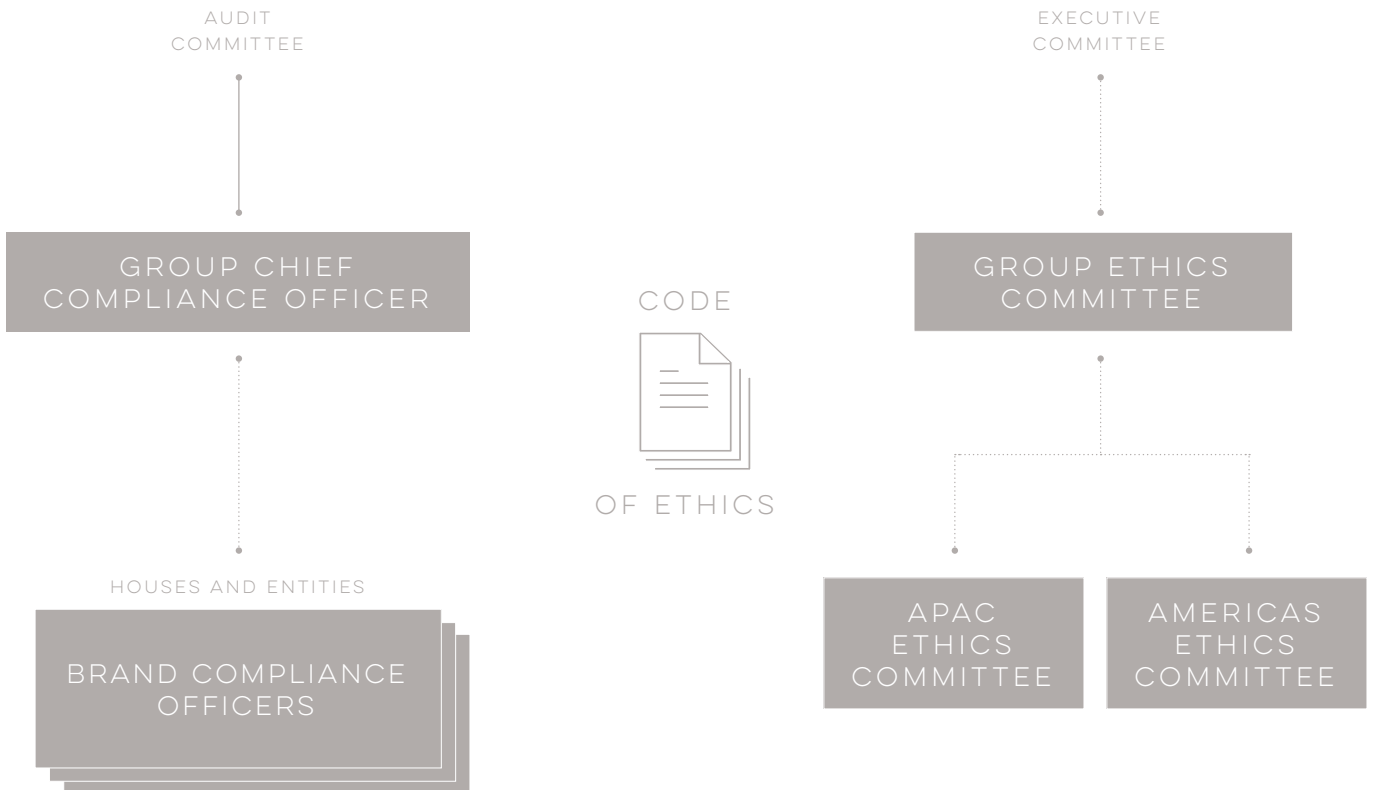 AUDIT
COMMITTEE
GROUP CHIEF
COMPLIANCE OFFICER
HOUSES AND ENTITIES
BRAND COMPLIANCE
OFFICERS
CODE
OF ETHICS
EXECUTIVE
COMMITTEE
GROUP ETHICS
COMMITTEE
APAC
ETHICS
COMMITTEE
AMERICAS
ETHICS
COMMITTEE